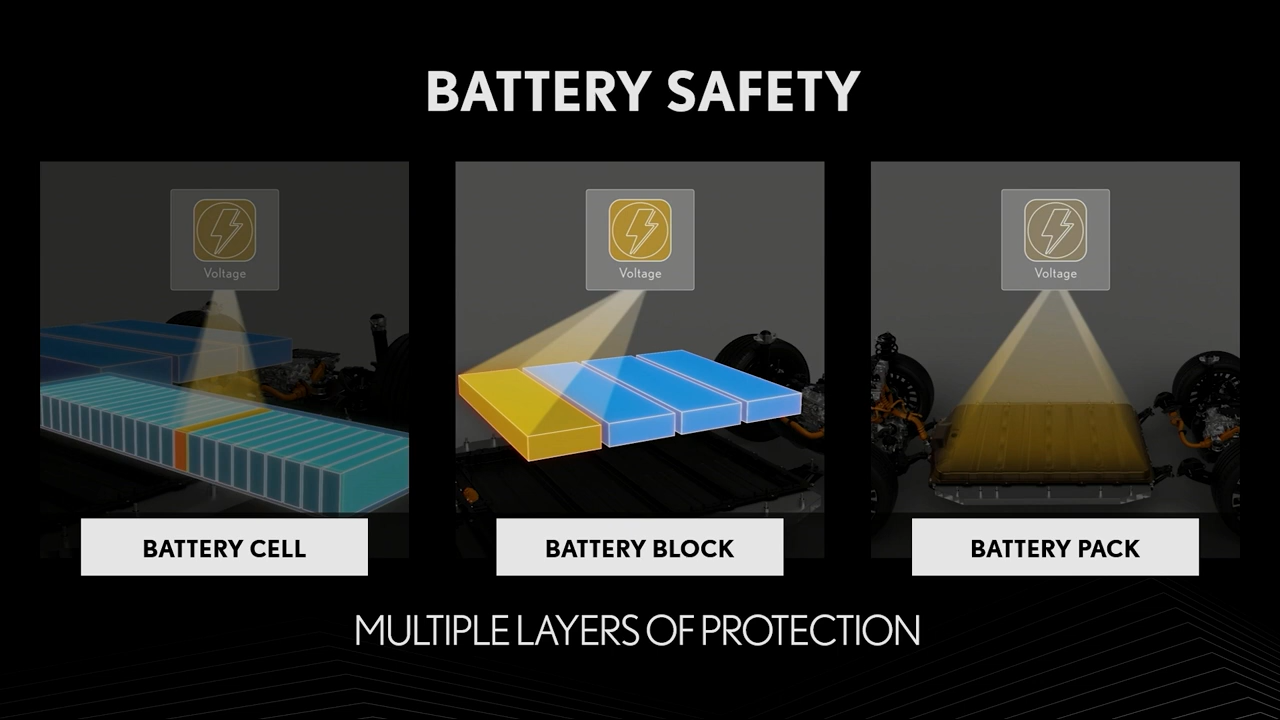 BATTERY SAFETY
Voltage
Voltage
Voltage
BATTERY CELL
BATTERY BLOCK
BATTERY PACK
MULTIPLE LAYERS OF PROTECTION